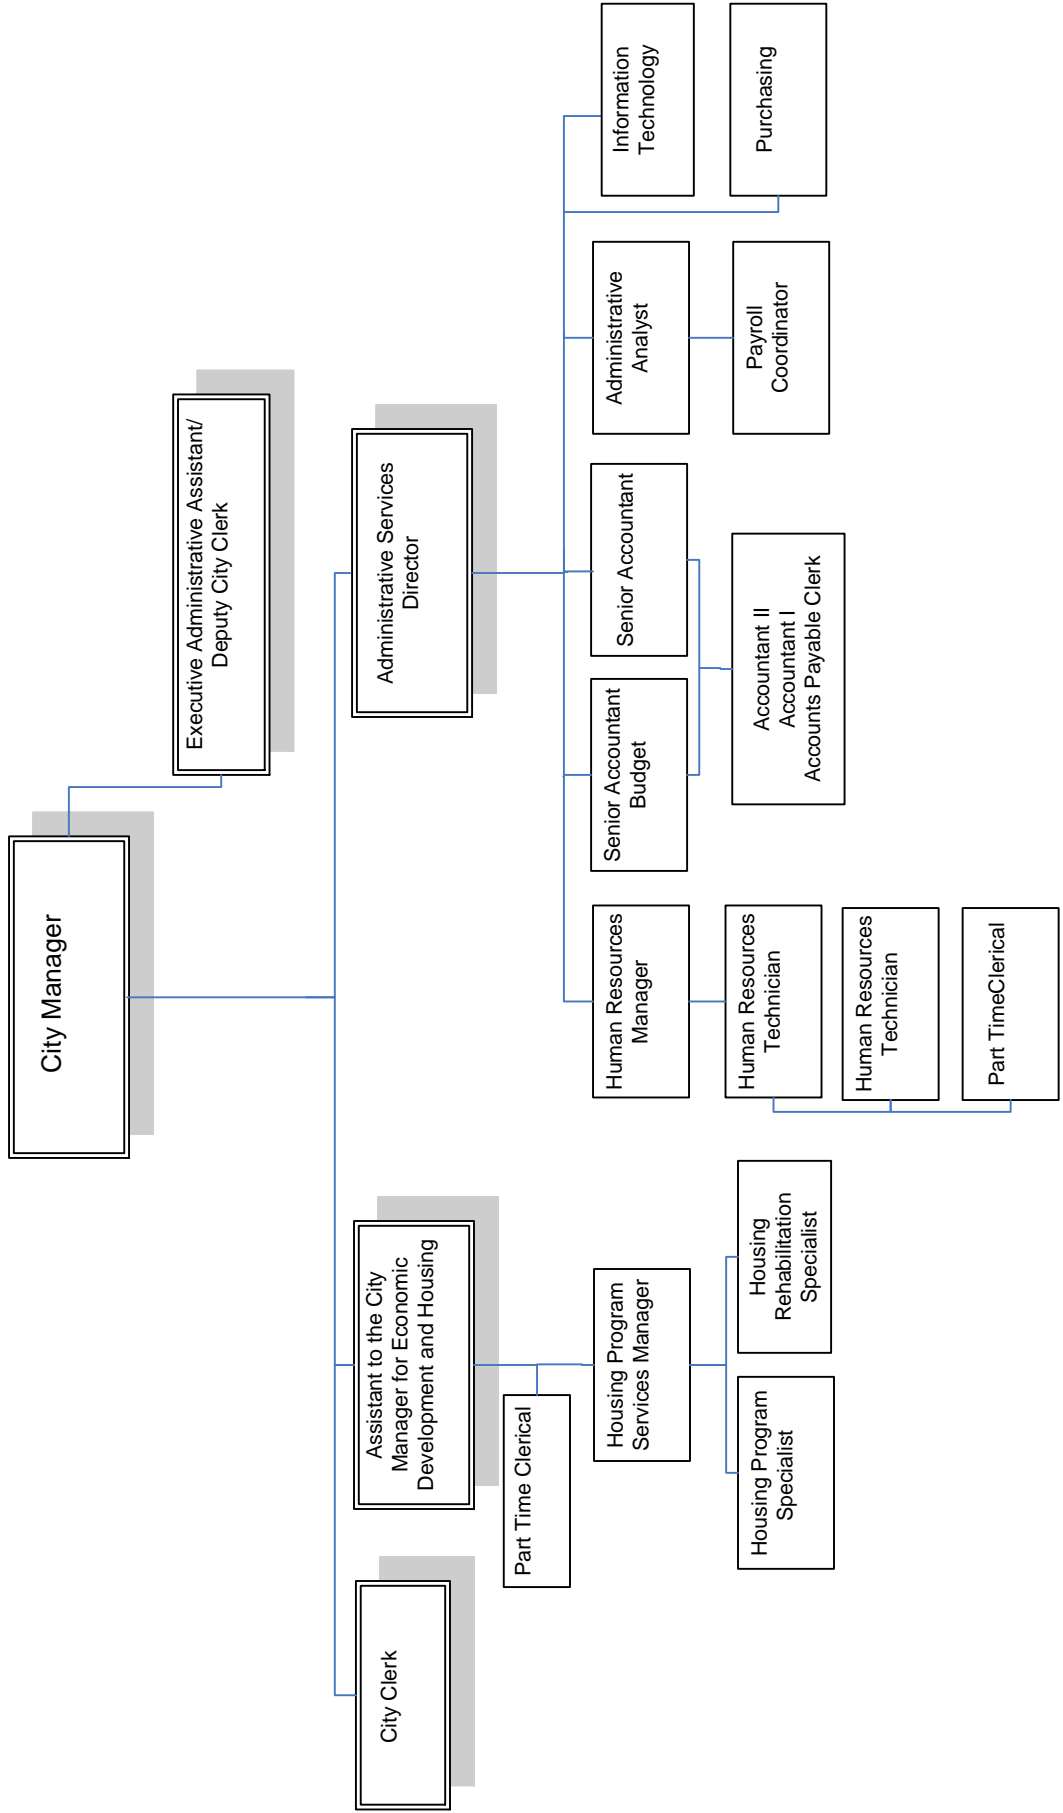 City Manager
Executive Administrative Assistant/
Deputy City Clerk
City Clerk
Assistant to the City
Manager for Economic
Development and Housing
Administrative Services
Director
Part Time Clerical
Housing Program
Services Manager
Housing Program
Specialist
Housing
Rehabilitation
Specialist
Human Resources
Manager
Human Resources
Technician
Human Resources
Technician
Part TimeClerical
Senior Accountant
Budget
Senior Accountant
Accountant II
Accountant I
Accounts Payable Clerk
Administrative
Analyst
Payroll
Coordinator
Information
Technology
Purchasing